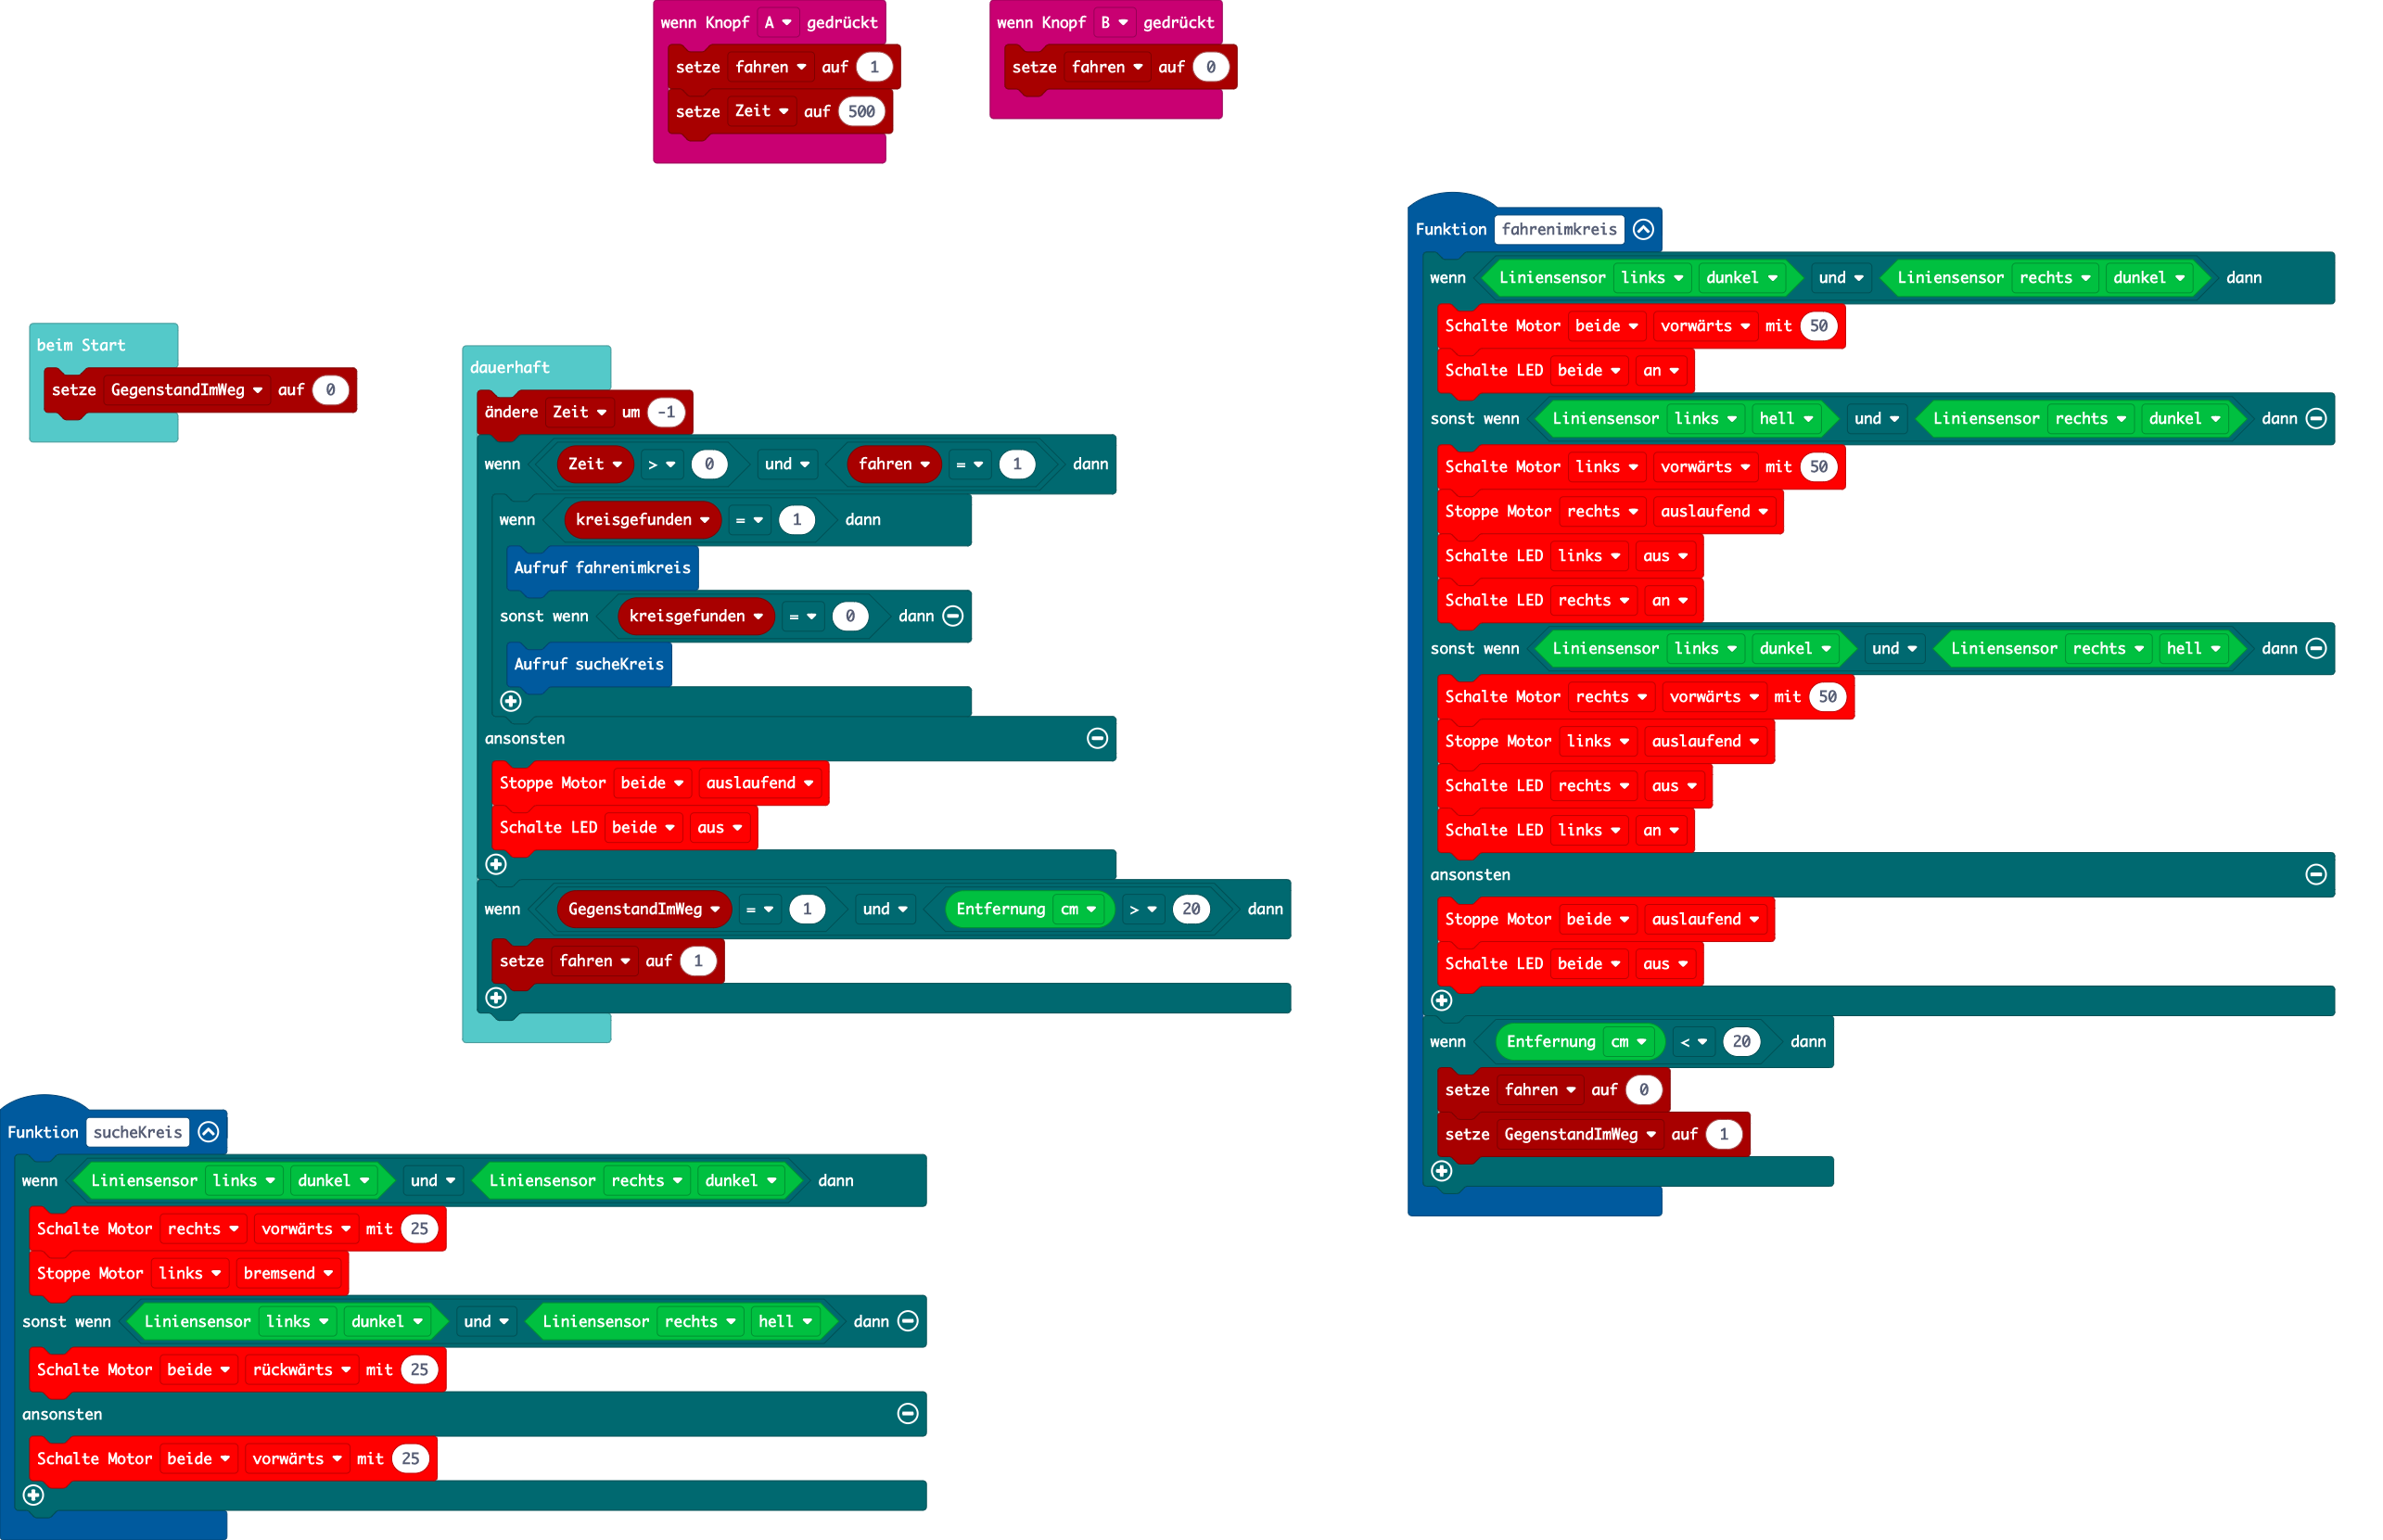 wenn Knopf A gedrückt
setze fahren auf 1
setze Zeit auf 500
wenn Knopf B gedrückt
setze fahren auf 0
beim Start
setze GegenstandImWeg auf 0
dauerhaft
ändere Zeit um -1
wenn Zeit > 0 und fahren = 1 dann
wenn kreisgefunden = 1 dann
Aufruf fahrenimkreis
sonst wenn kreisgefunden = 0 dann
Aufruf sucheKreis
ansonsten
Stoppe Motor beide auslaufend
Schalte LED beide aus
wenn GegenstandImWeg = 1 und Entfernung cm > 20 dann
setze fahren auf 1
Funktion fahrenimkreis
wenn Liniensensor links dunkel und Liniensensor rechts dunkel dann
Schalte Motor beide vorwärts mit 50
Schalte LED beide an
sonst wenn Liniensensor links hell und Liniensensor rechts dunkel dann
Schalte Motor links vorwärts mit 50
Stoppe Motor rechts auslaufend
Schalte LED links aus
Schalte LED rechts an
sonst wenn Liniensensor links dunkel und Liniensensor rechts hell dann
Schalte Motor rechts vorwärts mit 50
Stoppe Motor links auslaufend
Schalte LED rechts aus
Schalte LED links an
ansonsten
Stoppe Motor beide auslaufend
Schalte LED beide aus
wenn Entfernung cm < 20 dann
setze fahren auf 0
setze GegenstandImWeg auf 1
Funktion sucheKreis
wenn Liniensensor links dunkel und Liniensensor rechts dunkel dann
Schalte Motor rechts vorwärts mit 25
Stoppe Motor links bremsend
sonst wenn Liniensensor links dunkel und Liniensensor rechts hell dann
Schalte Motor beide rückwärts mit 25
ansonsten
Schalte Motor beide vorwärts mit 25